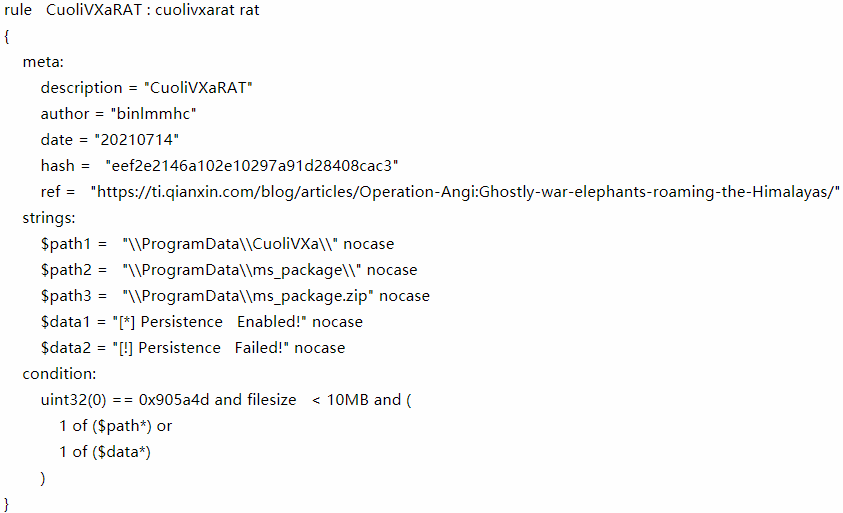 rule   CuoliVXaRAT : cuolivxarat rat
{
meta:
description = "CuoliVXaRAT"
author = "binlmmhc"
date = "20210714"
hash =   "eef2e2146a102e10297a91d28408cac3"
ref =   "https://ti.qianxin.com/blog/articles/Operation-Angi:Ghostly-war-elephants-roaming-the-Himalayas/"
strings:
$path1 =   "\\ProgramData\\CuoliVXa\\" nocase
$path2 =   "\\ProgramData\\ms_package\\" nocase
$path3 =   "\\ProgramData\\ms_package.zip" nocase
$data1 = "[*] Persistence   Enabled!" nocase
$data2 = "[!] Persistence   Failed!" nocase
condition:
uint32(0) == 0x905a4d and filesize   < 10MB and (
1 of ($path*) or
1 of ($data*)
)
}